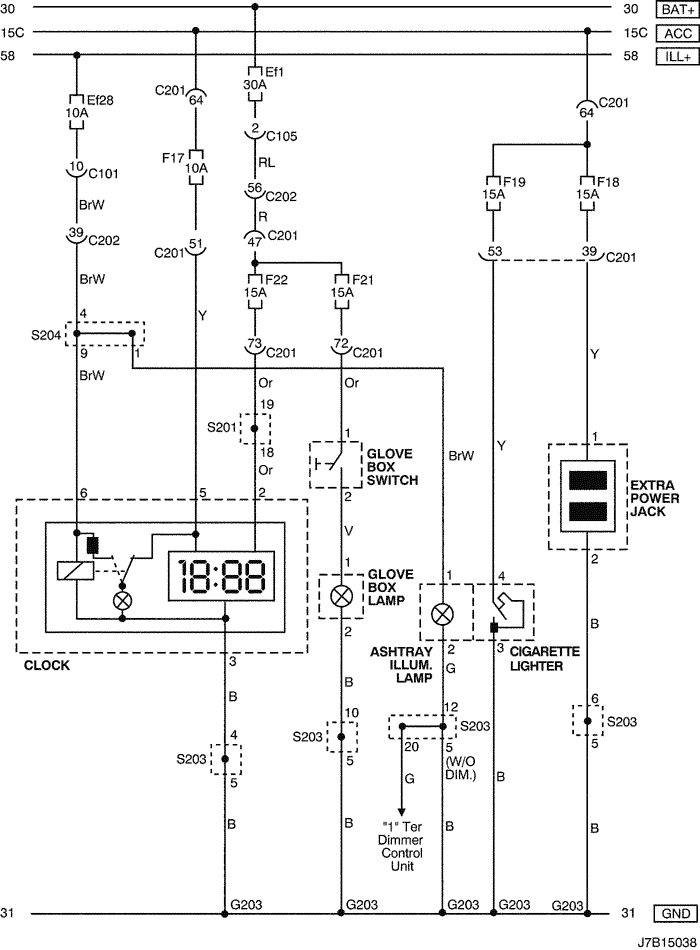 30 30 BAT+
15C 15C ACC
58 58 ILL+
Ef1
30A
Ef28
10A
C201
64
C201
64
2
C105
F17
10A
RL
10
C101
F19
15A
F18
15A
BrW
56
C202
R
39
C202
C201
51
C201
47
53
39
C201
BrW
F22
15A
F21
15A
4
Y
S204
9
1
73
C201
72
C201
Y
BrW
Or
Or
19
S201
18
1
GLOVE
BOX
SWITCH
BrW
Y
1
Or
2
EXTRA
POWER
JACK
6
5
2
V
2
18:88
1
GLOVE
BOX
LAMP
1
4
2
B
CLOCK
3
ASHTRAY
ILLUM.
LAMP
2
G
3
CIGARETTE
LIGHTER
B
B
12
6
S203
5
4
S203
5
10
S203
5
S203
20
5
(W/O
DIM.)
G
B
B
B
B
B
"1" Ter
Dimmer
Control
Unit
31 G203 G203 G203 G203 G203 31 GND
J7B15038